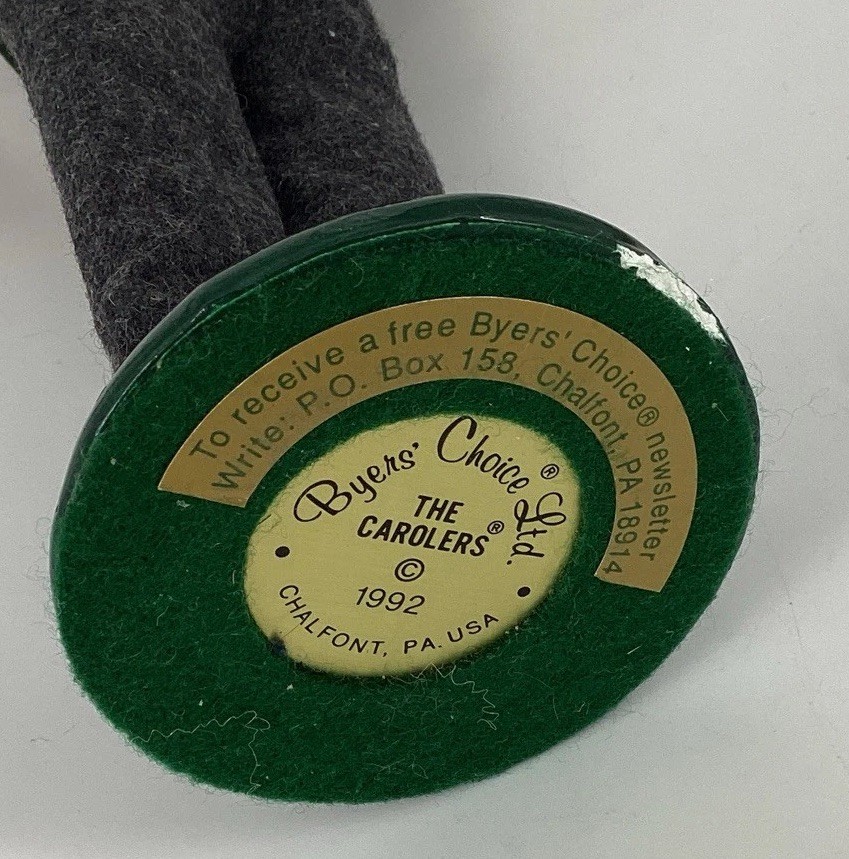 To receive a free Byers' Choice® newsletter
Write: P.O. Box 158, Chalfont, PA 18914
Byers' Choice ® Ltd.
THE
CAROLERS®
©
1992
CHALFONT, PA. USA